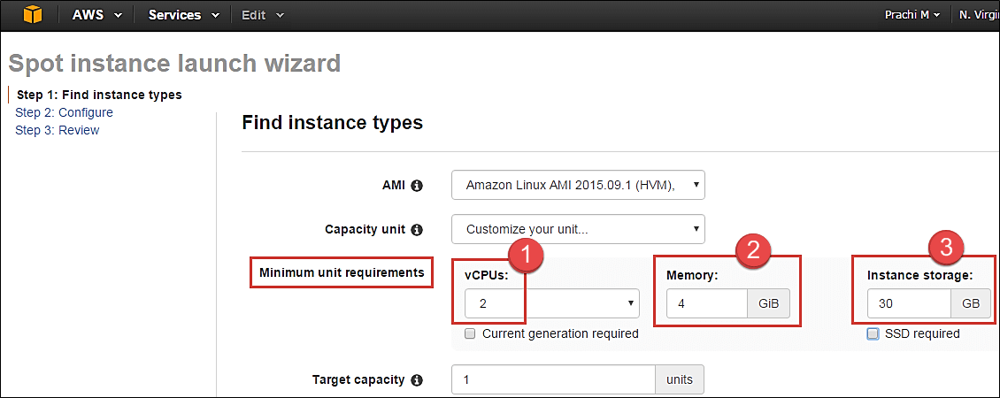 AWS Services Edit Prachi M N. Virgi
Spot instance launch wizard
Step 1: Find instance types
Step 2: Configure
Step 3: Review
Find instance types
AMI Amazon Linux AMI 2015.09.1 (HVM),
Capacity unit Customize your unit...
1 2 3
Minimum unit requirements vCPUs: Memory: Instance storage:
2 4 GiB 30 GB
Current generation required SSD required
Target capacity 1 units